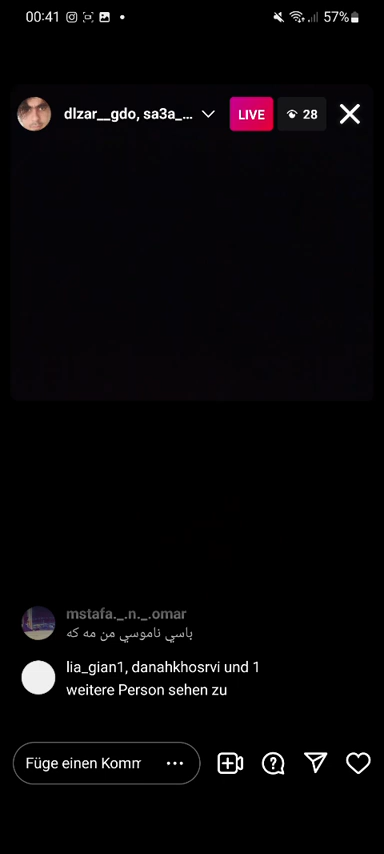 00:41
57%
dlzar__gdo, sa3a_...
LIVE
28
mstafa._.n._.omar
باسي ناموسي من مه كه
lia_gian1, danahkhosrvi und 1
weitere Person sehen zu
Füge einen Komm